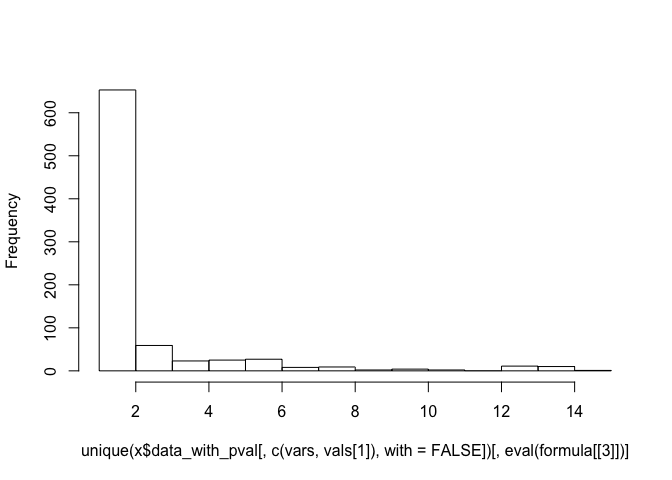 Frequency
600
500
400
300
200
100
0
2 4 6 8 10 12 14
unique(x$data_with_pval[, c(vars, vals[1]), with = FALSE])[, eval(formula[[3]])]